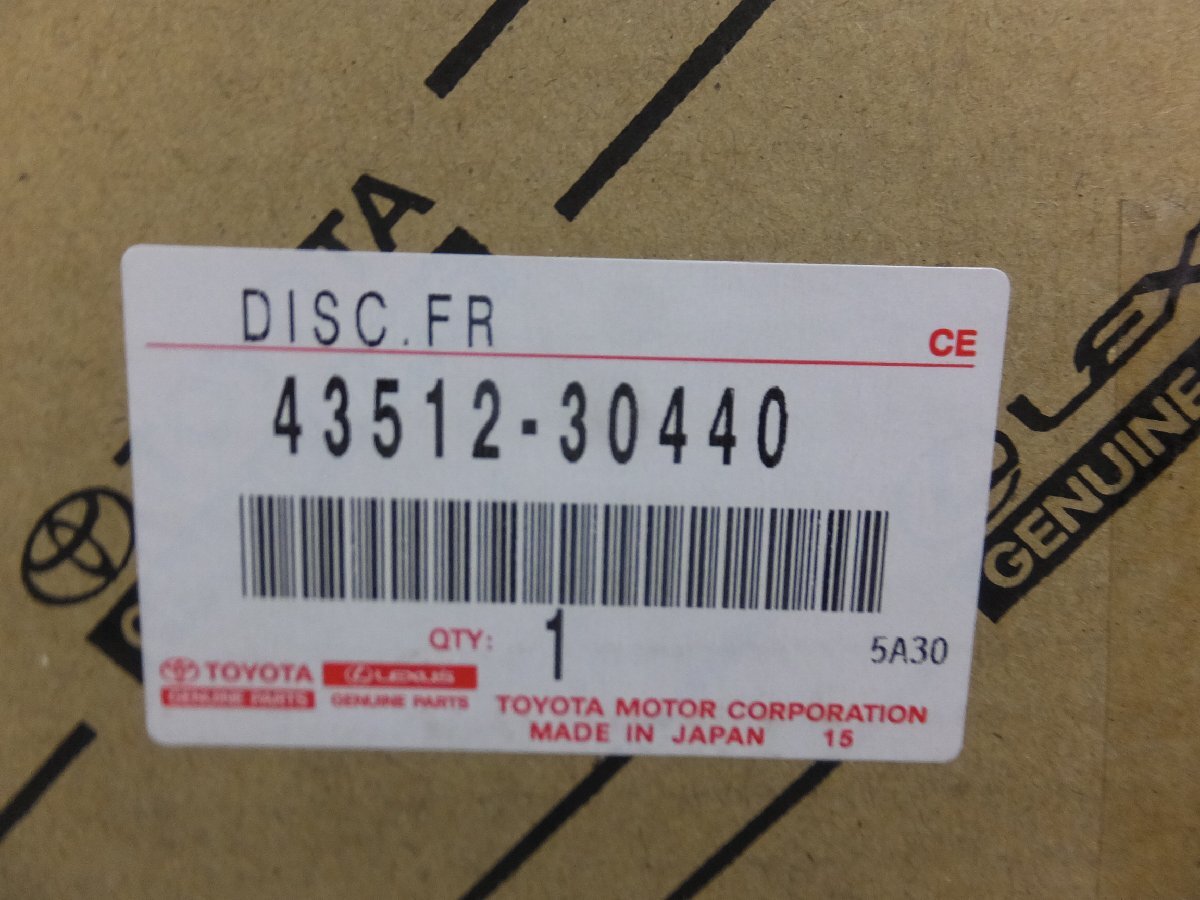 DISC.FR
CE
43512-30440
QTY: 1
5A30
TOYOTA
GENUINE PARTS
LEXUS
GENUINE PARTS
TOYOTA MOTOR CORPORATION
MADE IN JAPAN 15
GENUINE